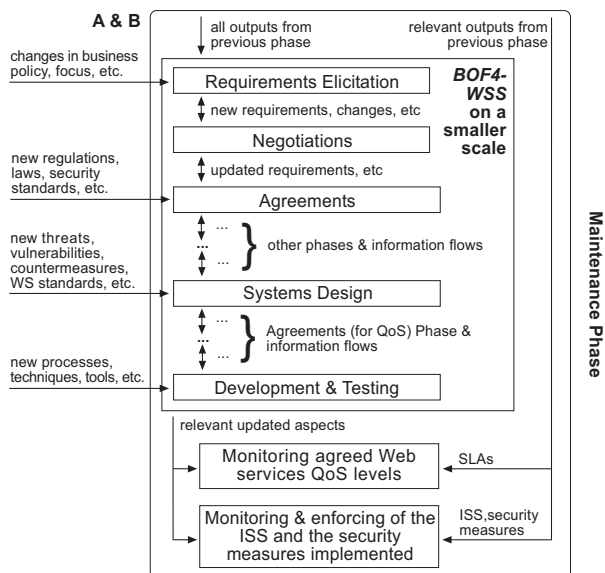 A & B
all outputs from
previous phase
relevant outputs from
previous phase
changes in business
policy, focus, etc.
Requirements Elicitation
BOF4-
WSS
on a
smaller
scale
new requirements, changes, etc
Negotiations
new regulations,
laws, security
standards, etc.
updated requirements, etc
Agreements
new threats,
vulnerabilities,
countermeasures,
WS standards, etc.
...
...
...
} other phases & information flows
Systems Design
...
...
...
} Agreements (for QoS) Phase &
information flows
new processes,
techniques, tools, etc.
Development & Testing
Maintenance Phase
relevant updated aspects
Monitoring agreed Web
services QoS levels
SLAs
Monitoring & enforcing of the
ISS and the security
measures implemented
ISS,security
measures